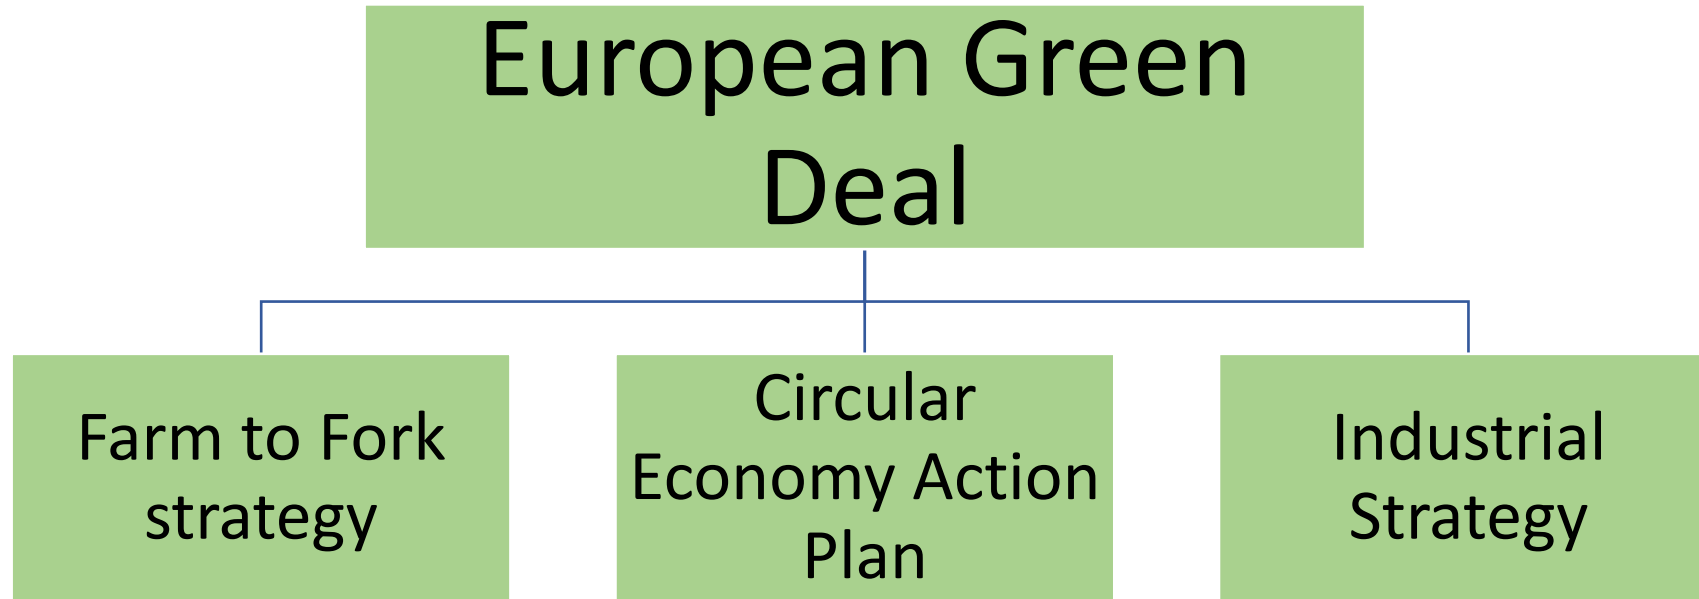 European Green
Deal
Farm to Fork
strategy
Circular
Economy Action
Plan
Industrial
Strategy